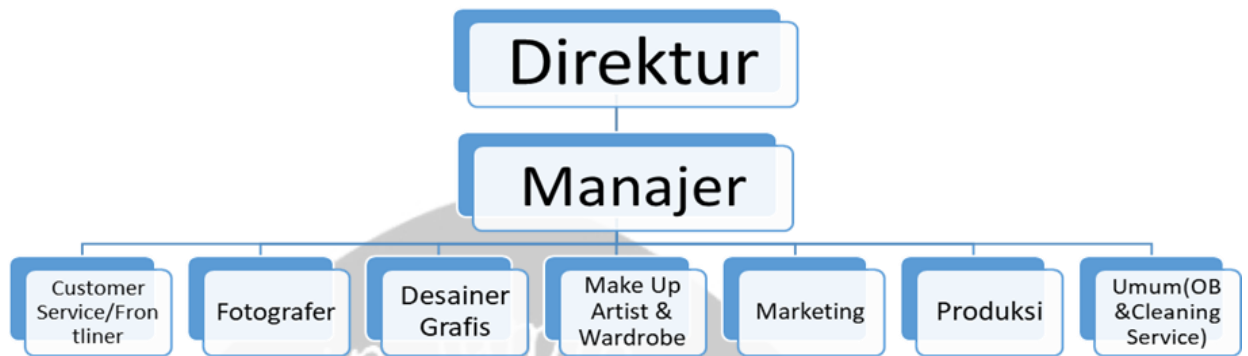 Direktur
Manajer
Customer
Service/Fron
tliner
Fotografer
Desainer
Grafis
Make Up
Artist &
Wardrobe
Marketing
Produksi
Umum(OB
&Cleaning
Service)